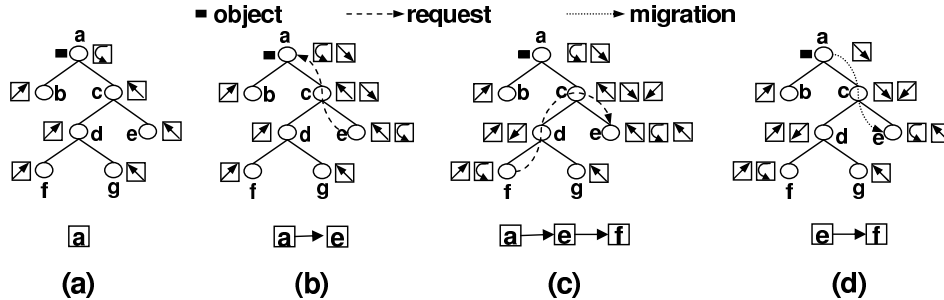 object request migration
a a a a
b c b c b c b c
d e d e d e d e
f g f g f g f g
a a e a e f e f
(a) (b) (c) (d)